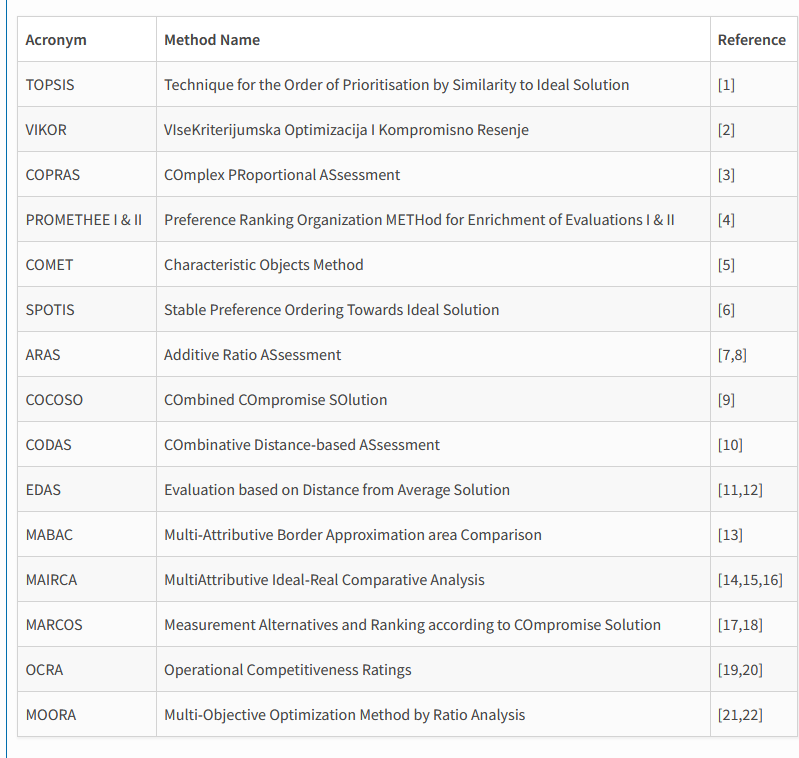 Acronym Method Name Reference
TOPSIS Technique for the Order of Prioritisation by Similarity to Ideal Solution [1]
VIKOR VIseKriterijumska Optimizacija I Kompromisno Resenje [2]
COPRAS COmplex PRoportional ASsessment [3]
PROMETHEE I & II Preference Ranking Organization METHod for Enrichment of Evaluations I & II [4]
COMET Characteristic Objects Method [5]
SPOTIS Stable Preference Ordering Towards Ideal Solution [6]
ARAS Additive Ratio ASsessment [7,8]
COCOSO COmbined COmpromise SOlution [9]
CODAS COmbinative Distance-based ASsessment [10]
EDAS Evaluation based on Distance from Average Solution [11,12]
MABAC Multi-Attributive Border Approximation area Comparison [13]
MAIRCA MultiAttributive Ideal-Real Comparative Analysis [14,15,16]
MARCOS Measurement Alternatives and Ranking according to COmpromise Solution [17,18]
OCRA Operational Competitiveness Ratings [19,20]
MOORA Multi-Objective Optimization Method by Ratio Analysis [21,22]